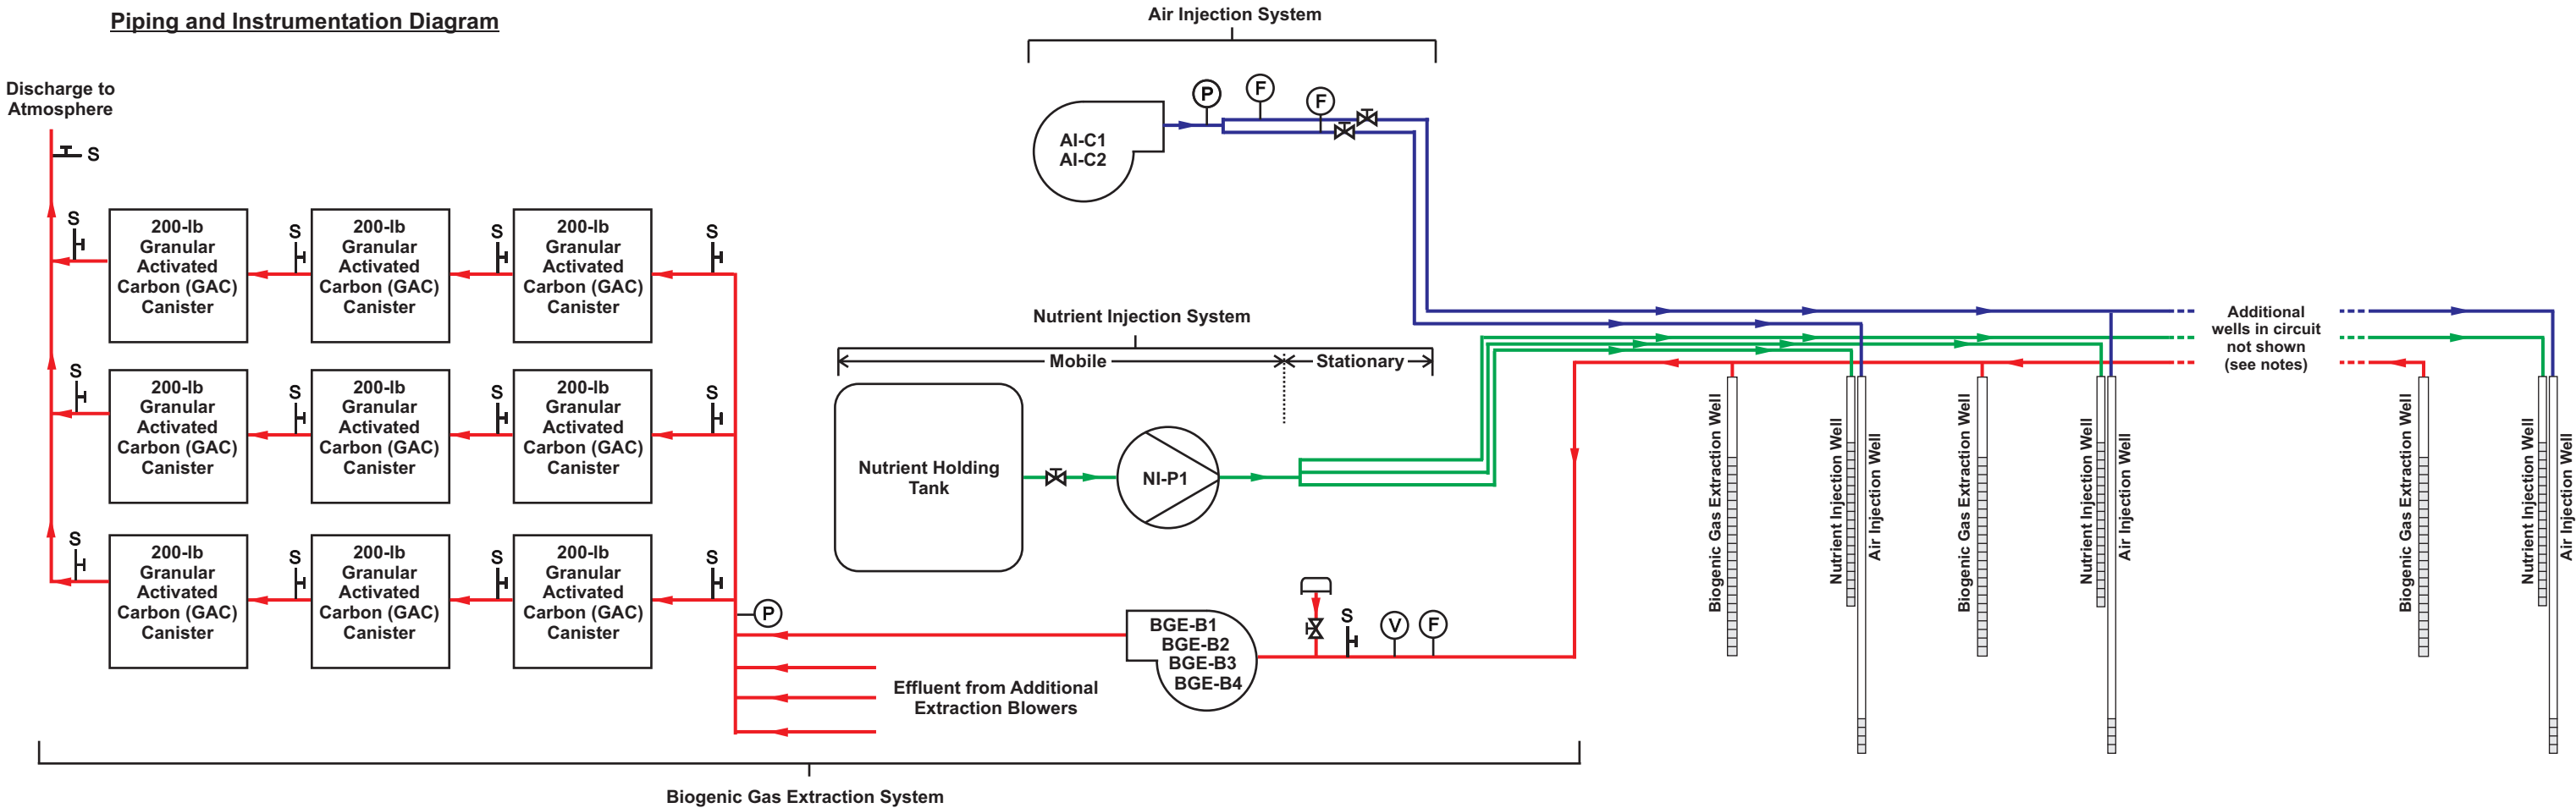 Piping and Instrumentation Diagram
Air Injection System
Discharge to
Atmosphere
S
P
F
F
AI-C1
AI-C2
S
200-lb
Granular
Activated
Carbon (GAC)
Canister
S
200-lb
Granular
Activated
Carbon (GAC)
Canister
S
200-lb
Granular
Activated
Carbon (GAC)
Canister
S
Nutrient Injection System
Mobile
Stationary
Additional
wells in circuit
not shown
(see notes)
S
200-lb
Granular
Activated
Carbon (GAC)
Canister
S
200-lb
Granular
Activated
Carbon (GAC)
Canister
S
200-lb
Granular
Activated
Carbon (GAC)
Canister
S
Nutrient Holding
Tank
NI-P1
Biogenic Gas Extraction Well
Nutrient Injection Well
Air Injection Well
Biogenic Gas Extraction Well
Nutrient Injection Well
Air Injection Well
Biogenic Gas Extraction Well
Nutrient Injection Well
Air Injection Well
S
200-lb
Granular
Activated
Carbon (GAC)
Canister
S
200-lb
Granular
Activated
Carbon (GAC)
Canister
S
200-lb
Granular
Activated
Carbon (GAC)
Canister
S
P
BGE-B1
BGE-B2
BGE-B3
BGE-B4
S
V
F
Effluent from Additional
Extraction Blowers
Biogenic Gas Extraction System